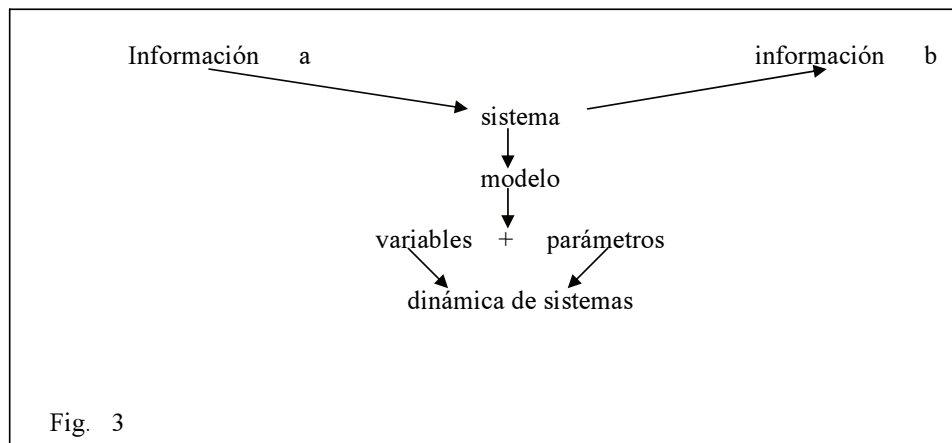 Información a información b
sistema
modelo
variables + parámetros
dinámica de sistemas
Fig. 3